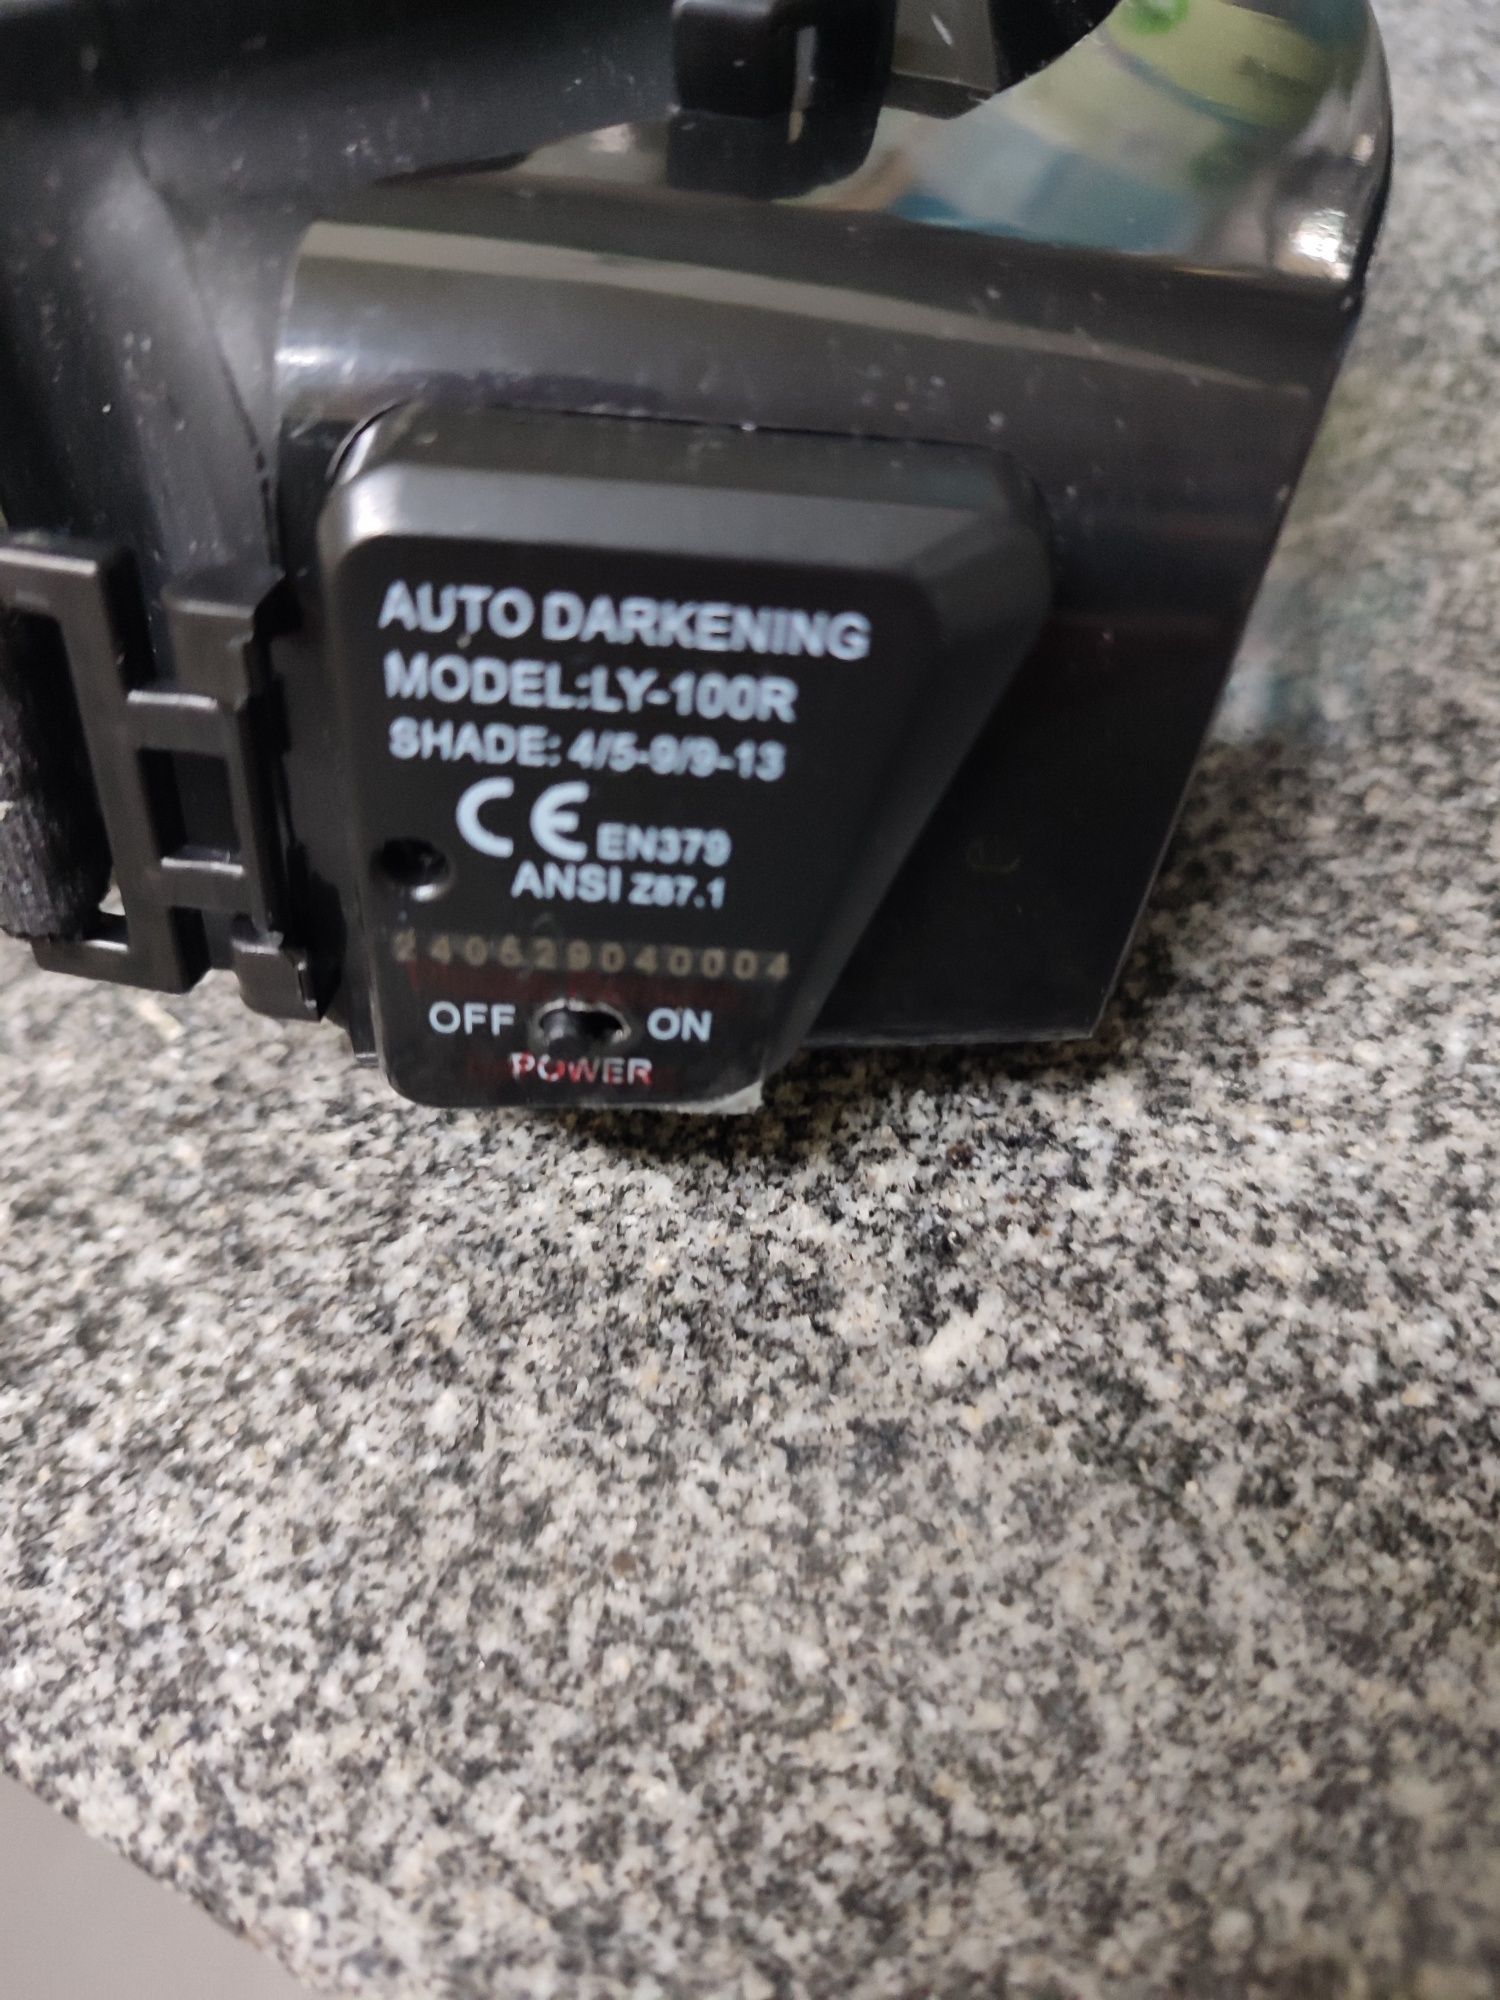 AUTO DARKENING
MODEL:LY-100R
SHADE: 4/5-9/9-13
CE EN379
ANSI Z87.1
240629040004
OFF ON
POWER